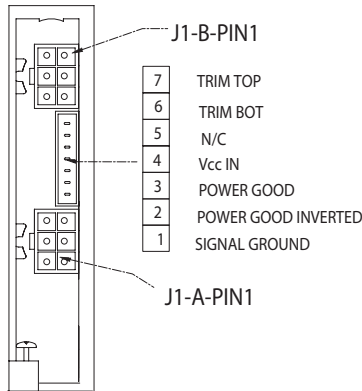 J1-B-PIN1
7 TRIM TOP
6 TRIM BOT
5 N/C
4 Vcc IN
3 POWER GOOD
2 POWER GOOD INVERTED
1 SIGNAL GROUND
J1-A-PIN1